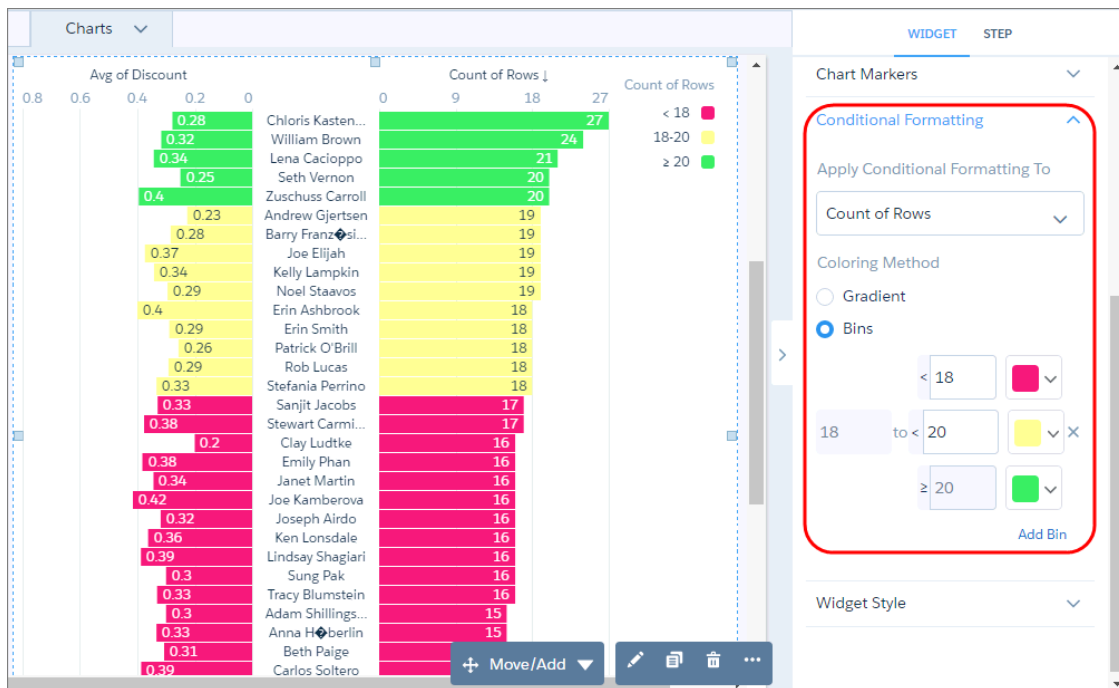 Charts
WIDGET STEP
Avg of Discount Count of Rows ↓
0.8 0.6 0.4 0.2 0 0 9 18 27
Count of Rows
< 18
18-20
≥ 20
0.28 Chloris Kasten... 27
0.32 William Brown 24
0.34 Lena Cacioppo 21
0.25 Seth Vernon 20
0.4 Zuschuss Carroll 20
0.23 Andrew Gjertsen 19
0.28 Barry Franz�si... 19
0.37 Joe Elijah 19
0.34 Kelly Lampkin 19
0.29 Noel Staavos 19
0.4 Erin Ashbrook 18
0.29 Erin Smith 18
0.26 Patrick O'Brill 18
0.29 Rob Lucas 18
0.33 Stefania Perrino 18
0.33 Sanjit Jacobs 17
0.38 Stewart Carmi... 17
0.2 Clay Ludtke 16
0.38 Emily Phan 16
0.34 Janet Martin 16
0.42 Joe Kamberova 16
0.32 Joseph Airdo 16
0.36 Ken Lonsdale 16
0.39 Lindsay Shagiari 16
0.3 Sung Pak 16
0.33 Tracy Blumstein 16
0.3 Adam Shillings... 15
0.33 Anna H�berlin 15
0.31 Beth Paige
0.39 Carlos Soltero
Move/Add
Chart Markers
Conditional Formatting
Apply Conditional Formatting To
Count of Rows
Coloring Method
Gradient
Bins
< 18
18 to < 20
≥ 20
Add Bin
Widget Style